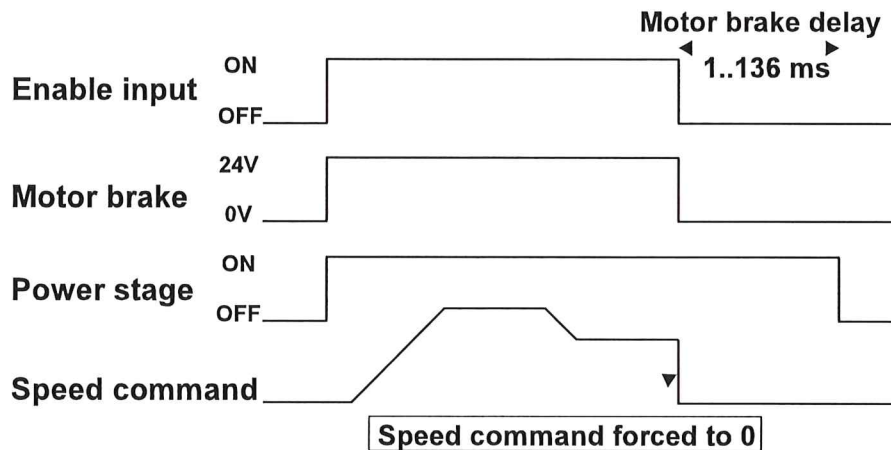 Motor brake delay
1..136 ms
Enable input
ON
OFF
Motor brake
24V
0V
Power stage
ON
OFF
Speed command
Speed command forced to 0